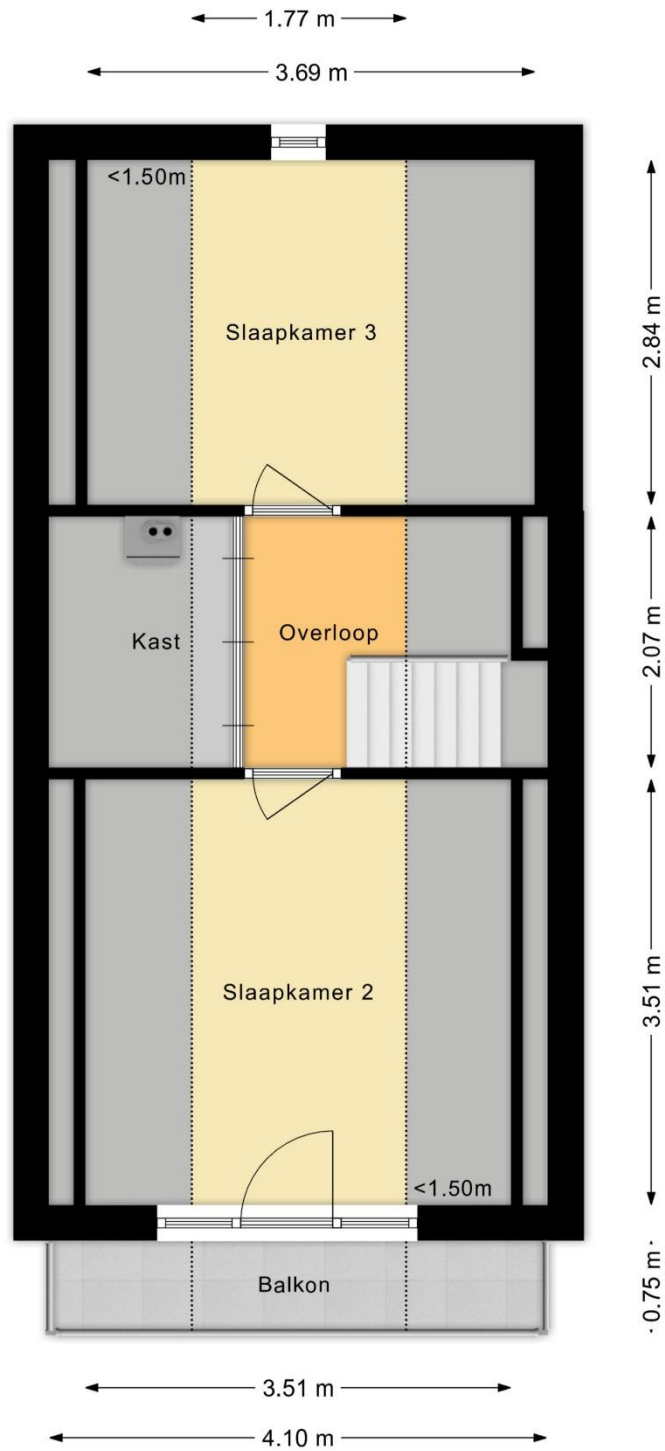 1.77 m
3.69 m
<1.50m
Slaapkamer 3
2.84 m
Kast
Overloop
2.07 m
Slaapkamer 2
3.51 m
<1.50m
Balkon
0.75 m
3.51 m
4.10 m